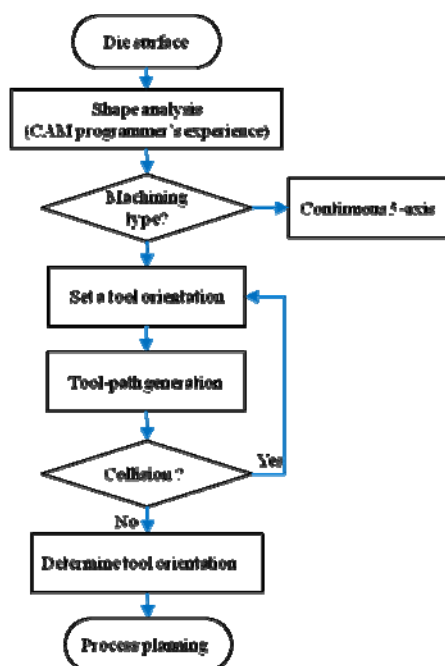 Die surface
Shape analysis
(CAM programmer's experience)
Machining
type?
Continuous 5-axis
Set a tool orientation
Tool-path generation
Collision ?
Yes
No
Determine tool orientation
Process planning